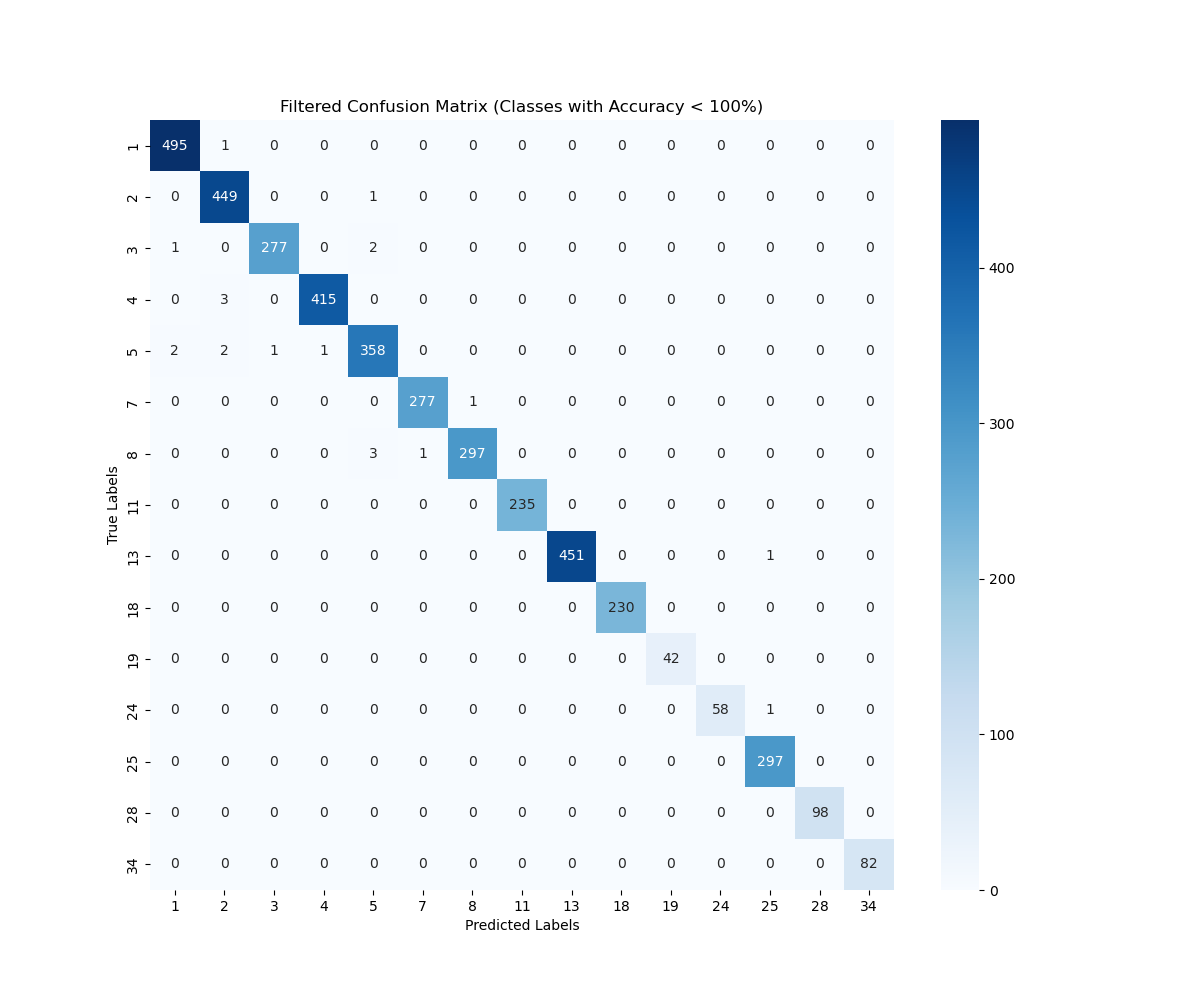 Filtered Confusion Matrix (Classes with Accuracy < 100%)
1 495 1 0 0 0 0 0 0 0 0 0 0 0 0 0
2 0 449 0 0 1 0 0 0 0 0 0 0 0 0 0
3 1 0 277 0 2 0 0 0 0 0 0 0 0 0 0
4 0 3 0 415 0 0 0 0 0 0 0 0 0 0 0
5 2 2 1 1 358 0 0 0 0 0 0 0 0 0 0
7 0 0 0 0 0 277 1 0 0 0 0 0 0 0 0
8 0 0 0 0 3 1 297 0 0 0 0 0 0 0 0
11 0 0 0 0 0 0 0 235 0 0 0 0 0 0 0
13 0 0 0 0 0 0 0 0 451 0 0 0 1 0 0
18 0 0 0 0 0 0 0 0 0 230 0 0 0 0 0
19 0 0 0 0 0 0 0 0 0 0 42 0 0 0 0
24 0 0 0 0 0 0 0 0 0 0 0 58 1 0 0
25 0 0 0 0 0 0 0 0 0 0 0 0 297 0 0
28 0 0 0 0 0 0 0 0 0 0 0 0 0 98 0
34 0 0 0 0 0 0 0 0 0 0 0 0 0 0 82
1 2 3 4 5 7 8 11 13 18 19 24 25 28 34
Predicted Labels
True Labels
400
300
200
100
0